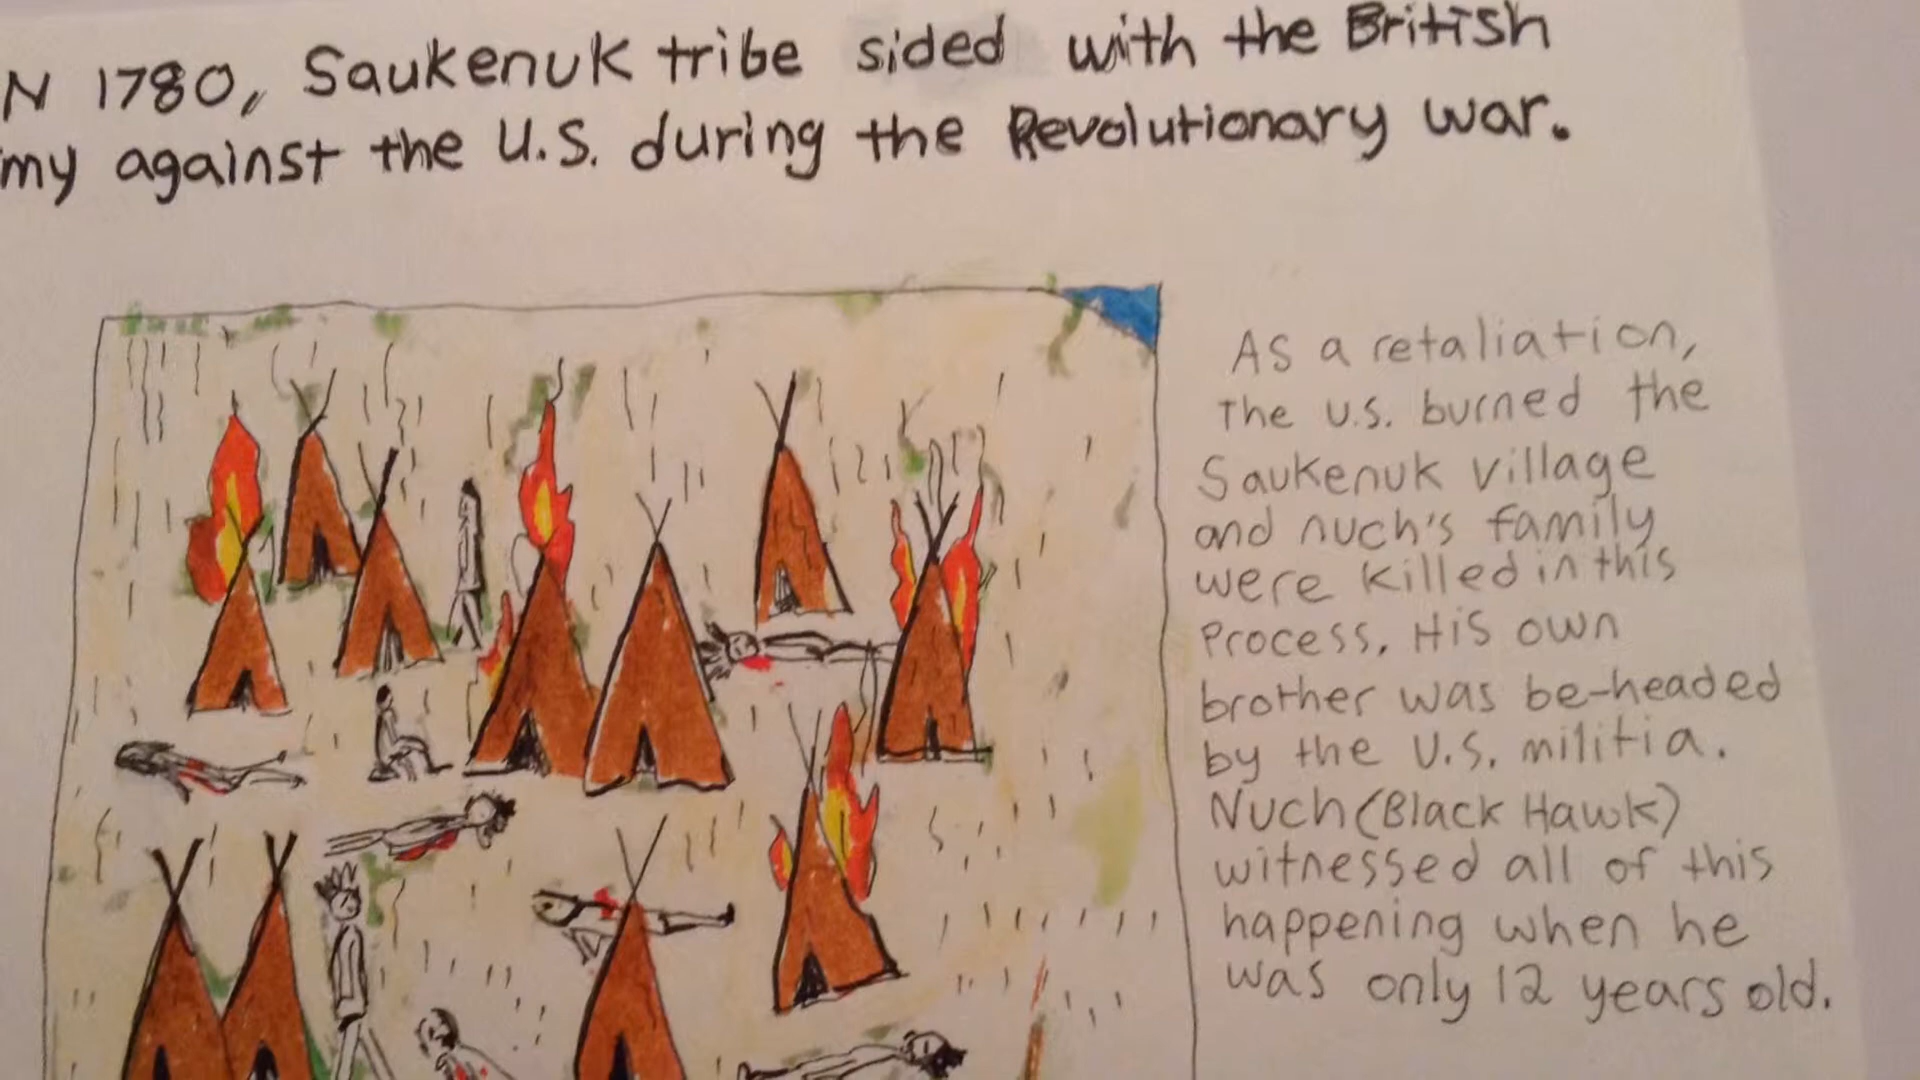 N 1780, Saukenuk tribe sided with the British
my against the U.S. during the Revolutionary war.
As a retaliation,
The U.S. burned the
Saukenuk village
and nuch's family
were killed in this
Process. His own
brother was be-headed
by the U.S. militia.
Nuch (Black Hawk)
witnessed all of this
happening when he
was only 12 years old.